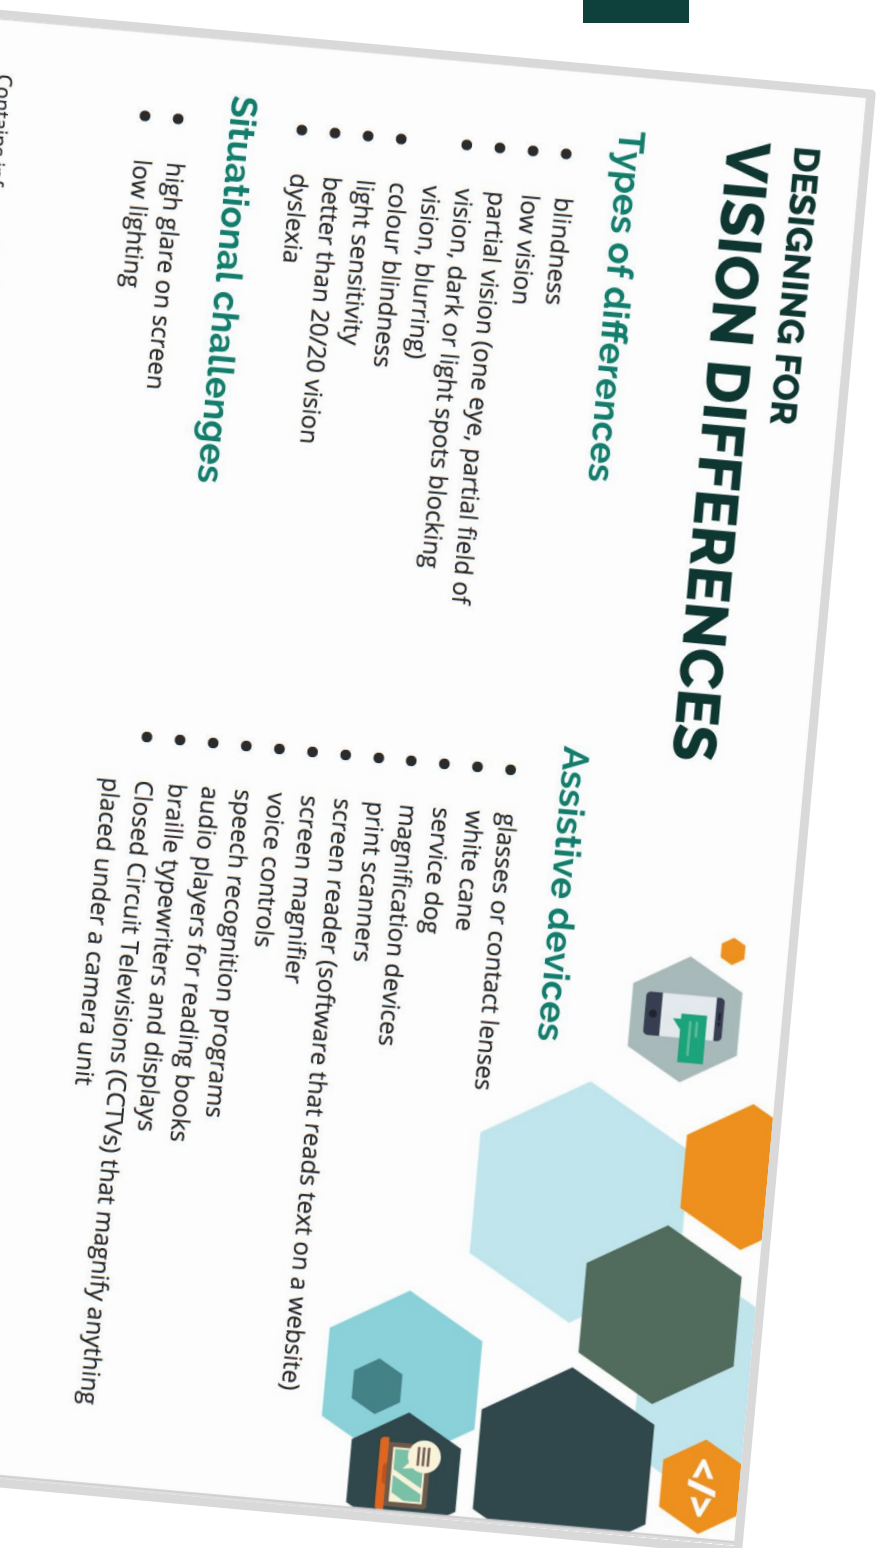 DESIGNING FOR
VISION DIFFERENCES
Types of differences
• blindness
• low vision
• partial vision (one eye, partial field of
vision, dark or light spots blocking
vision, blurring)
• colour blindness
• light sensitivity
• better than 20/20 vision
• dyslexia
Situational challenges
• high glare on screen
• low lighting
Assistive devices
• glasses or contact lenses
• white cane
• service dog
• magnification devices
• print scanners
• screen reader (software that reads text on a website)
• screen magnifier
• voice controls
• speech recognition programs
• audio players for reading books
• braille typewriters and displays
• Closed Circuit Televisions (CCTVs) that magnify anything
placed under a camera unit
</>
Contains